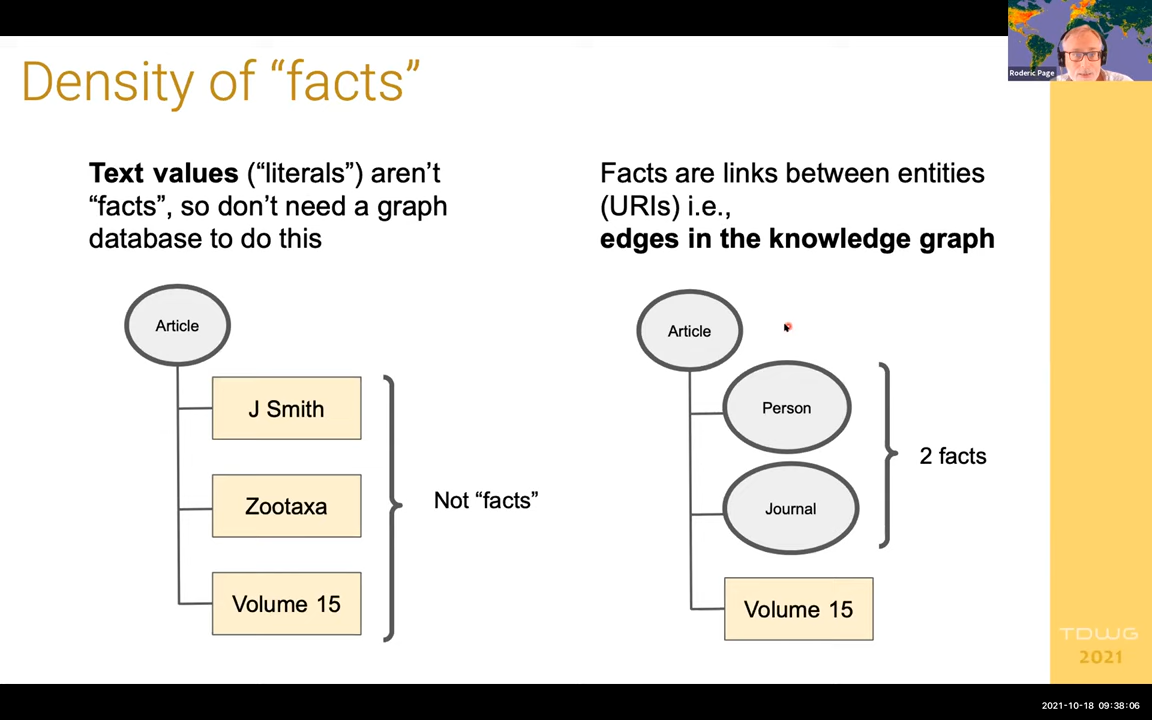 Roderic Page
Density of “facts”
Text values (“literals”) aren’t
“facts”, so don’t need a graph
database to do this
Article
J Smith
Zootaxa
Volume 15
Not “facts”
Facts are links between entities
(URIs) i.e.,
edges in the knowledge graph
Article
Person
Journal
Volume 15
2 facts
TDWG
2021
2021-10-18 09:38:06